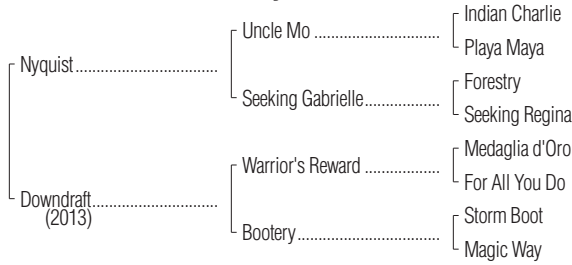 Indian Charlie
Uncle Mo
Playa Maya
Nyquist
Forestry
Seeking Gabrielle
Seeking Regina
Medaglia d'Oro
Warrior's Reward
For All You Do
Downdraft
(2013)
Storm Boot
Bootery
Magic Way